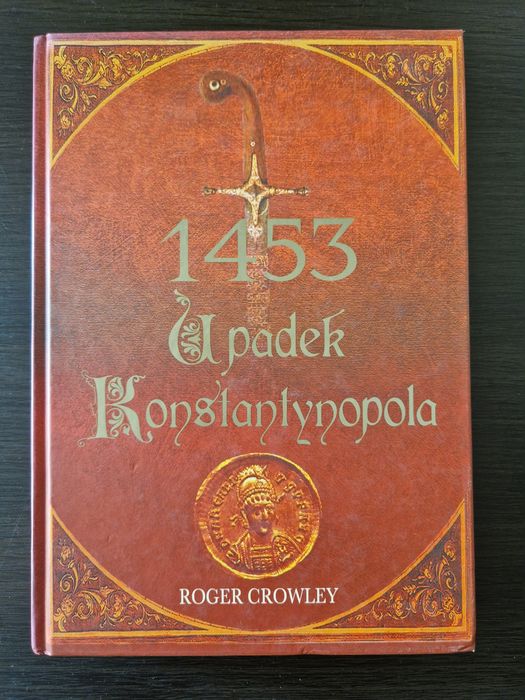 1453
Upadek
Konstantynopola
ROGER CROWLEY